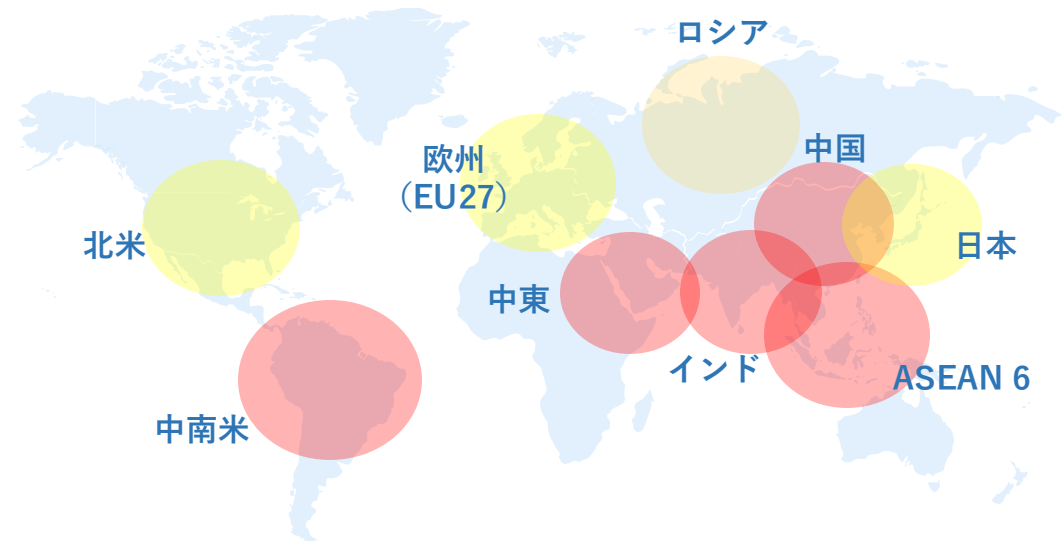 ロシア
中国
欧州
（EU27）
北米
日本
中東
インド
ASEAN 6
中南米